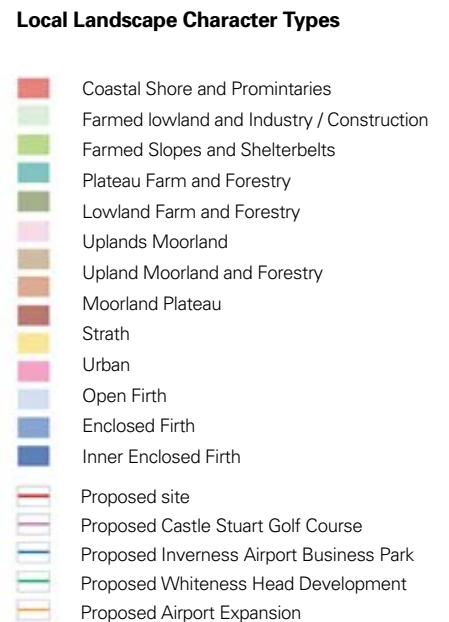 Local Landscape Character Types
Coastal Shore and Promintaries
Farmed lowland and Industry / Construction
Farmed Slopes and Shelterbelts
Plateau Farm and Forestry
Lowland Farm and Forestry
Uplands Moorland
Upland Moorland and Forestry
Moorland Plateau
Strath
Urban
Open Firth
Enclosed Firth
Inner Enclosed Firth
Proposed site
Proposed Castle Stuart Golf Course
Proposed Inverness Airport Business Park
Proposed Whiteness Head Development
Proposed Airport Expansion